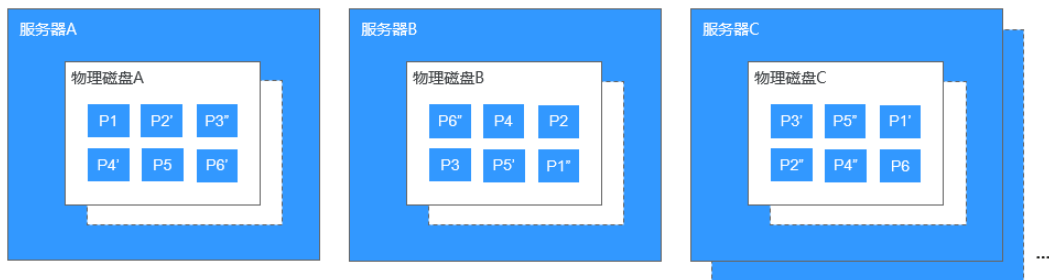 服务器A
物理磁盘A
P1 P2' P3"
P4' P5 P6'
服务器B
物理磁盘B
P6" P4 P2
P3 P5' P1"
服务器C
物理磁盘C
P3' P5" P1'
P2" P4" P6
...